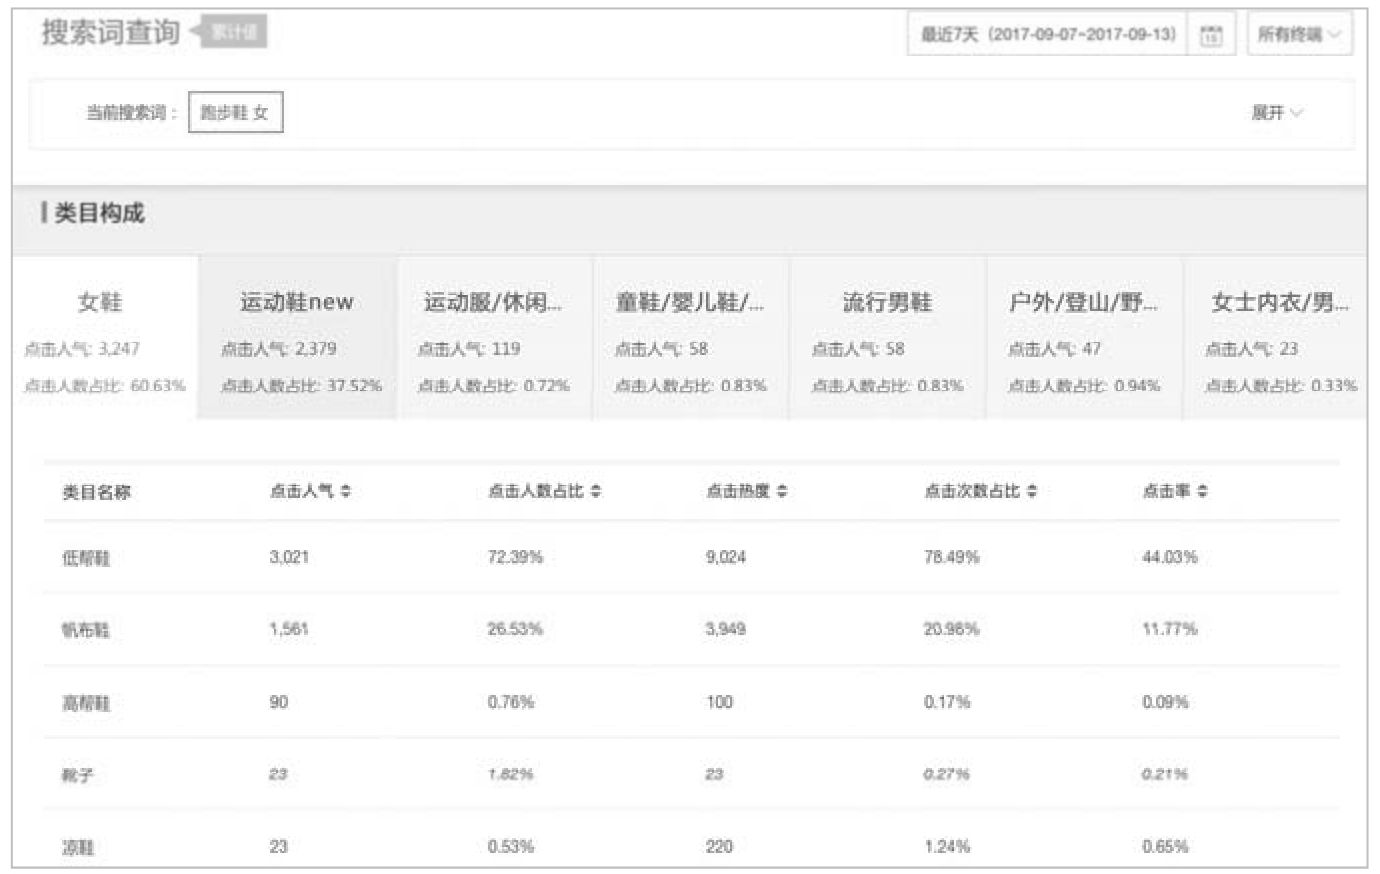 搜索词查询 累计值 最近7天（2017-09-07~2017-09-13） 所有终端
当前搜索词： 跑步鞋 女 展开
类目构成
女鞋 运动鞋new 运动服/休闲... 童鞋/婴儿鞋/... 流行男鞋 户外/登山/野... 女士内衣/男...
点击人气: 3,247 点击人气: 2,379 点击人气: 119 点击人气: 58 点击人气: 58 点击人气: 47 点击人气: 23
点击人数占比: 60.63% 点击人数占比: 37.52% 点击人数占比: 0.72% 点击人数占比: 0.83% 点击人数占比: 0.83% 点击人数占比: 0.94% 点击人数占比: 0.33%
类目名称 点击人气 点击人数占比 点击热度 点击次数占比 点击率
低帮鞋 3,021 72.39% 9,024 78.49% 44.03%
帆布鞋 1,561 26.53% 3,949 20.98% 11.77%
高帮鞋 90 0.76% 100 0.17% 0.09%
靴子 23 1.82% 23 0.27% 0.21%
凉鞋 23 0.53% 220 1.24% 0.65%